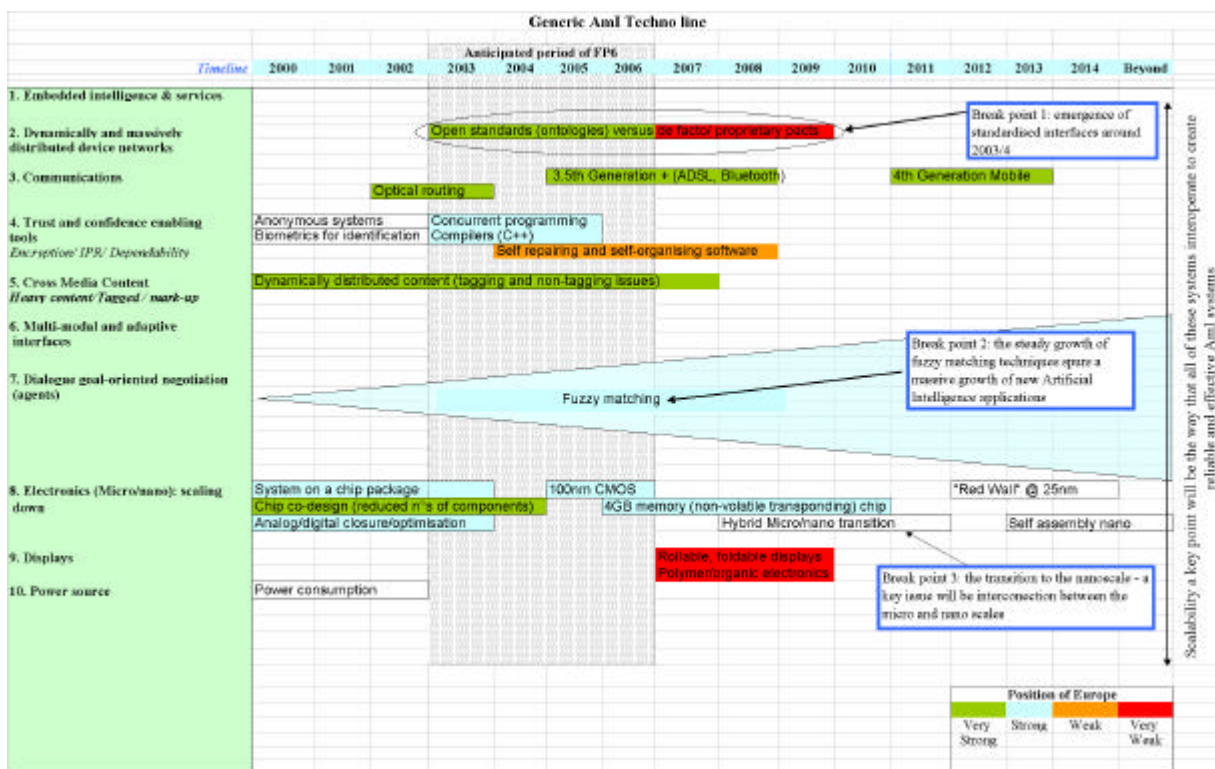 Generic AmI Techno line
Anticipated period of FP6
Timeline 2000 2001 2002 2003 2004 2005 2006 2007 2008 2009 2010 2011 2012 2013 2014 Beyond
1. Embedded intelligence & services
2. Dynamically and massively
distributed device networks
Open standards (ontologies) versus de facto/ proprietary pacts
Break point 1: emergence of
standardised interfaces around
2003/4
3. Communications
3.5th Generation + (ADSL, Bluetooth)
4th Generation Mobile
Optical routing
4. Trust and confidence enabling
tools
Encryption/ IPR/ Dependability
Anonymous systems
Biometrics for identification
Concurrent programming
Compilers (C++)
Self repairing and self-organising software
5. Cross Media Content
Heavy content/Tagged / mark-up
Dynamically distributed content (tagging and non-tagging issues)
6. Multi-modal and adaptive
interfaces
Break point 2: the steady growth of
fuzzy matching techniques spurs a
massive growth of new Artificial
Intelligence applications
7. Dialogue goal-oriented negotiation
(agents)
Fuzzy matching
8. Electronics (Micro/nano): scaling
down
System on a chip package
100nm CMOS
"Red Wall" @ 25nm
Chip co-design (reduced n°s of components)
4GB memory (non-volatile transponding) chip
Analog/digital closure/optimisation
Hybrid Micro/nano transition
Self assembly nano
9. Displays
Rollable, foldable displays
Polymer/organic electronics
Break point 3: the transition to the nanoscale - a
key issue will be interconection between the
micro and nano scales
10. Power source
Power consumption
Scalability a key point will be the way that all of these systems interoperate to create
reliable and effective AmI systems
Position of Europe
Very
Strong
Strong
Weak
Very
Weak